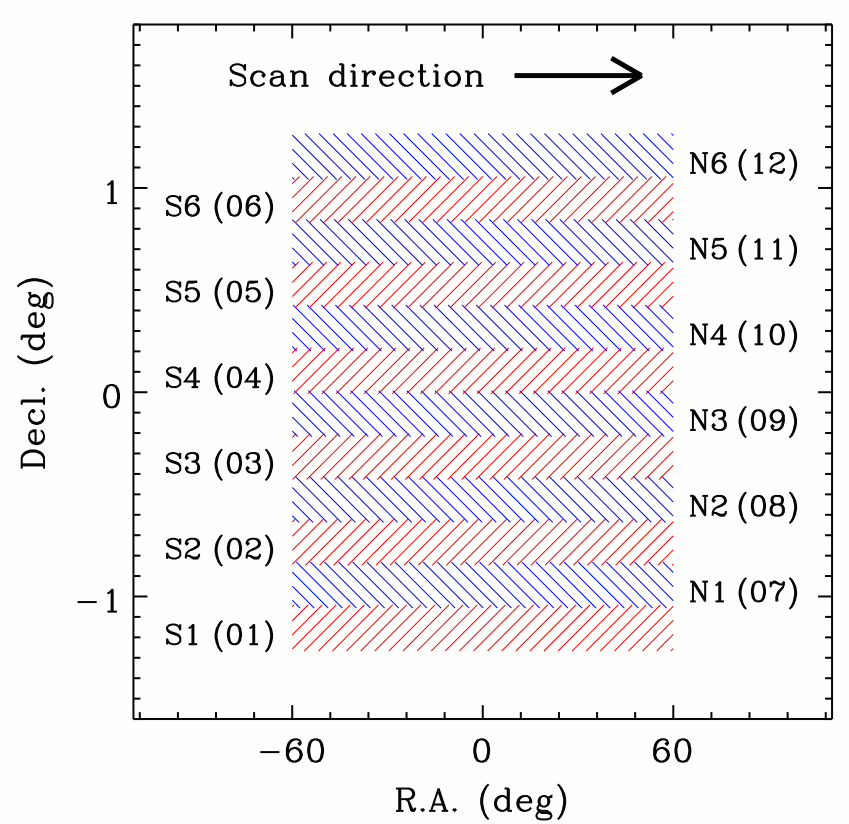 Scan direction
N6 (12)
1
S6 (06)
N5 (11)
S5 (05)
N4 (10)
S4 (04)
0
N3 (09)
S3 (03)
N2 (08)
S2 (02)
N1 (07)
−1
S1 (01)
Decl. (deg)
−60 0 60
R.A. (deg)